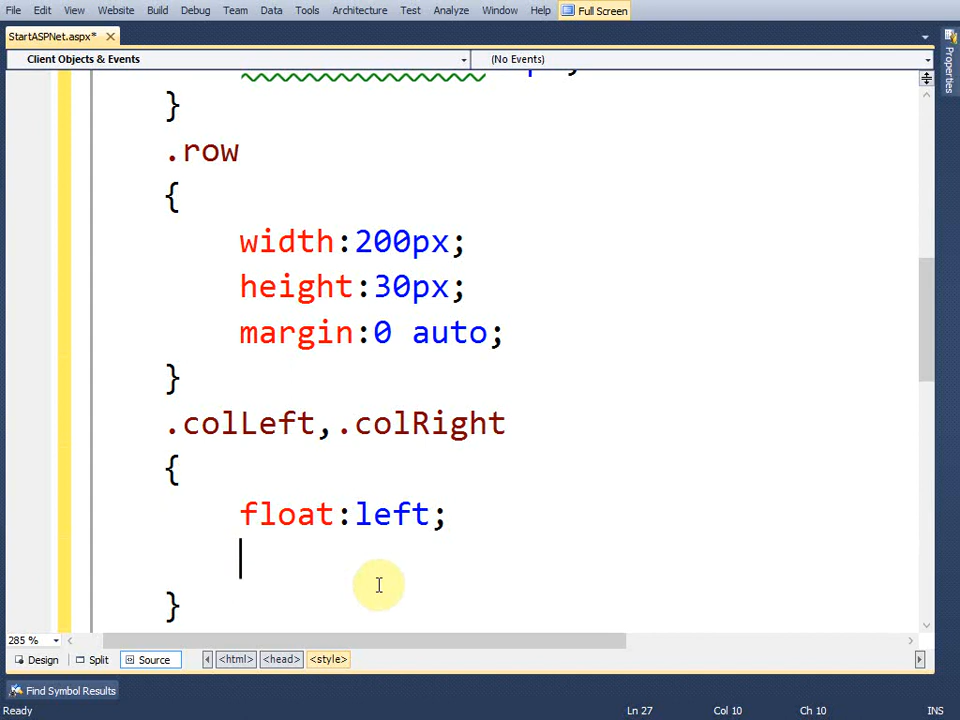 File Edit View Website Build Debug Team Data Tools Architecture Test Analyze Window Help Full Screen
StartASPNet.aspx*
Client Objects & Events (No Events)
Properties
}
.row
{
width:200px;
height:30px;
margin:0 auto;
}
.colLeft,.colRight
{
float:left;
}
285 %
Design Split Source <html> <head> <style>
Find Symbol Results
Ready Ln 27 Col 10 Ch 10 INS